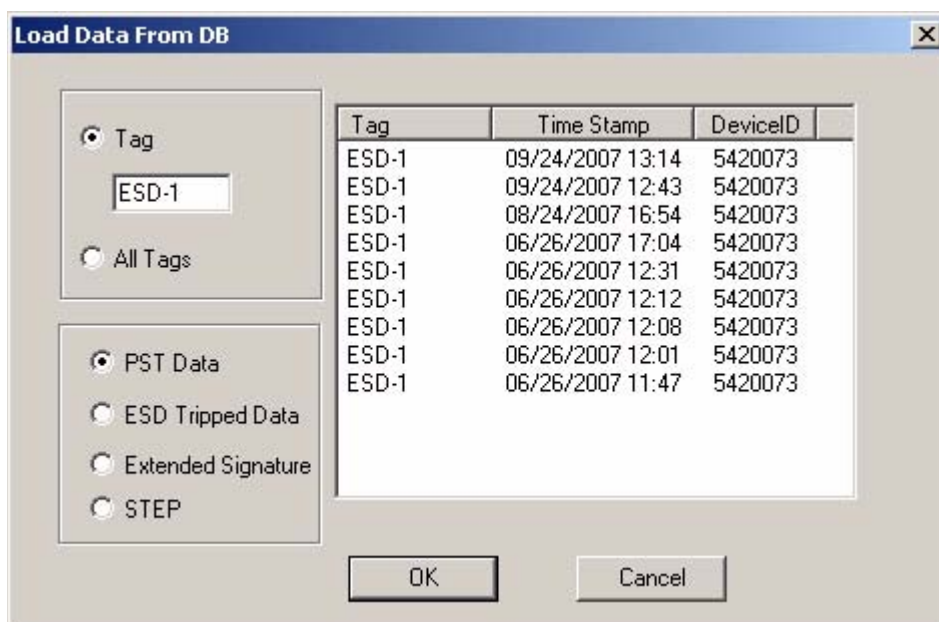 Load Data From DB
Tag
ESD-1
All Tags
PST Data
ESD Tripped Data
Extended Signature
STEP
Tag Time Stamp DeviceID
ESD-1 09/24/2007 13:14 5420073
ESD-1 09/24/2007 12:43 5420073
ESD-1 08/24/2007 16:54 5420073
ESD-1 06/26/2007 17:04 5420073
ESD-1 06/26/2007 12:31 5420073
ESD-1 06/26/2007 12:12 5420073
ESD-1 06/26/2007 12:08 5420073
ESD-1 06/26/2007 12:01 5420073
ESD-1 06/26/2007 11:47 5420073
OK Cancel